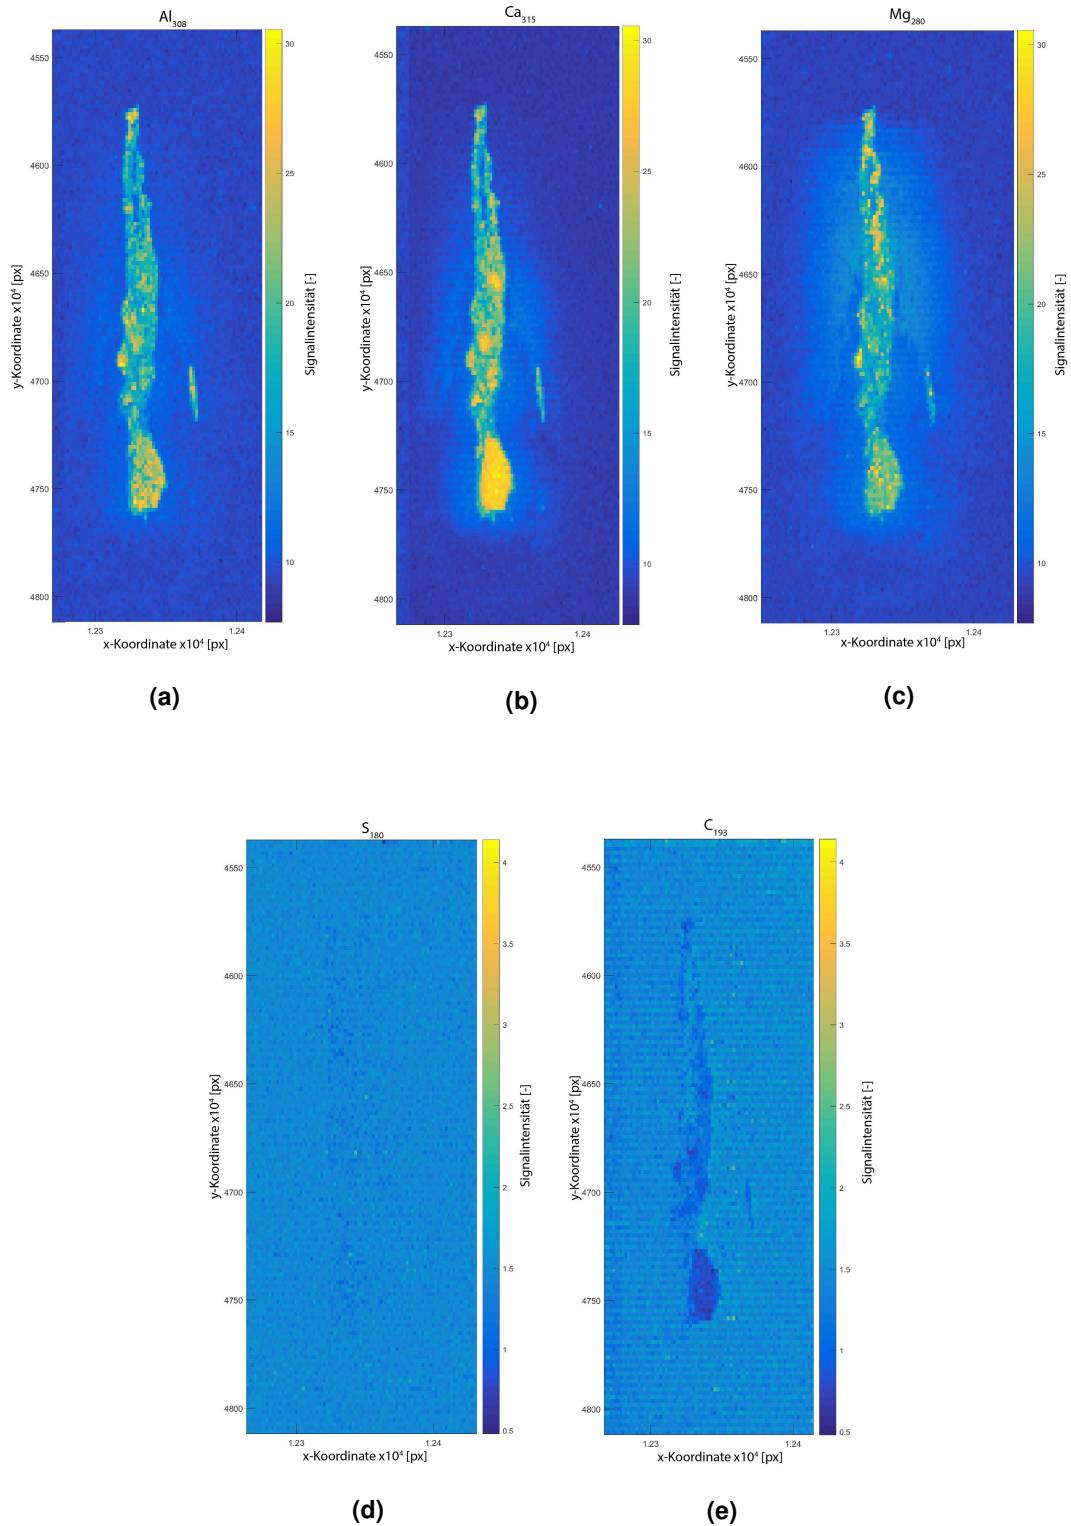 Al308
4550
4600
4650
4700
4750
4800
1.23
1.24
30
25
20
15
10
y-Koordinate x10⁴ [px]
x-Koordinate x10⁴ [px]
Signalintensität [-]
(a)
Ca315
4550
4600
4650
4700
4750
4800
1.23
1.24
30
25
20
15
10
y-Koordinate x10⁴ [px]
x-Koordinate x10⁴ [px]
Signalintensität [-]
(b)
Mg280
4550
4600
4650
4700
4750
4800
1.23
1.24
30
25
20
15
10
y-Koordinate x10⁴ [px]
x-Koordinate x10⁴ [px]
Signalintensität [-]
(c)
S180
4550
4600
4650
4700
4750
4800
1.23
1.24
4
3.5
3
2.5
2
1.5
1
0.5
y-Koordinate x10⁴ [px]
x-Koordinate x10⁴ [px]
Signalintensität [-]
(d)
C193
4550
4600
4650
4700
4750
4800
1.23
1.24
4
3.5
3
2.5
2
1.5
1
0.5
y-Koordinate x10⁴ [px]
x-Koordinate x10⁴ [px]
Signalintensität [-]
(e)